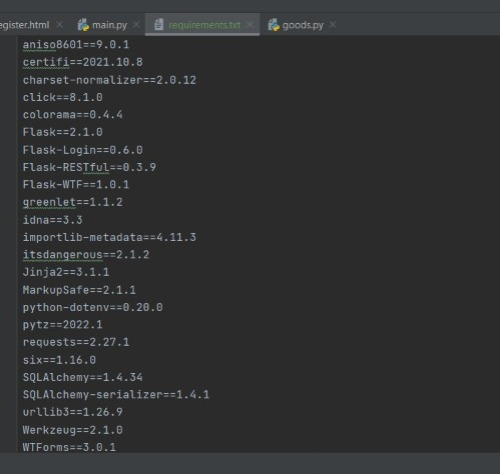 egister.html × main.py × requirements.txt × goods.py ×
aniso8601==9.0.1
certifi==2021.10.8
charset-normalizer==2.0.12
click==8.1.0
colorama==0.4.4
Flask==2.1.0
Flask-Login==0.6.0
Flask-RESTful==0.3.9
Flask-WTF==1.0.1
greenlet==1.1.2
idna==3.3
importlib-metadata==4.11.3
itsdangerous==2.1.2
Jinja2==3.1.1
MarkupSafe==2.1.1
python-dotenv==0.20.0
pytz==2022.1
requests==2.27.1
six==1.16.0
SQLAlchemy==1.4.34
SQLAlchemy-serializer==1.4.1
urllib3==1.26.9
Werkzeug==2.1.0
WTForms==3.0.1